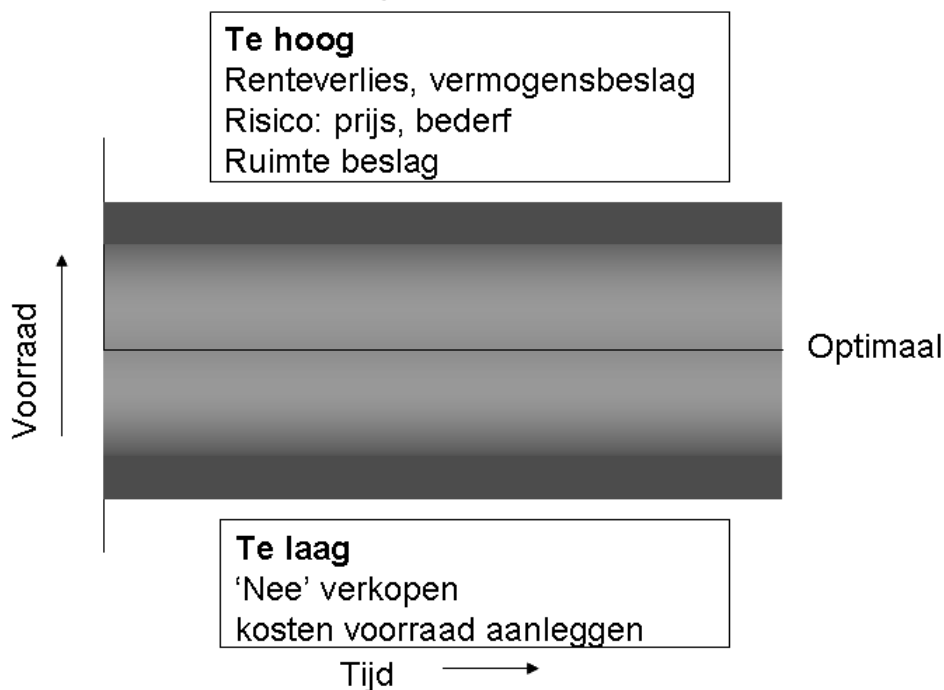 Te hoog
Renteverlies, vermogensbeslag
Risico: prijs, bederf
Ruimte beslag
Voorraad
Optimaal
Te laag
‘Nee’ verkopen
kosten voorraad aanleggen
Tijd